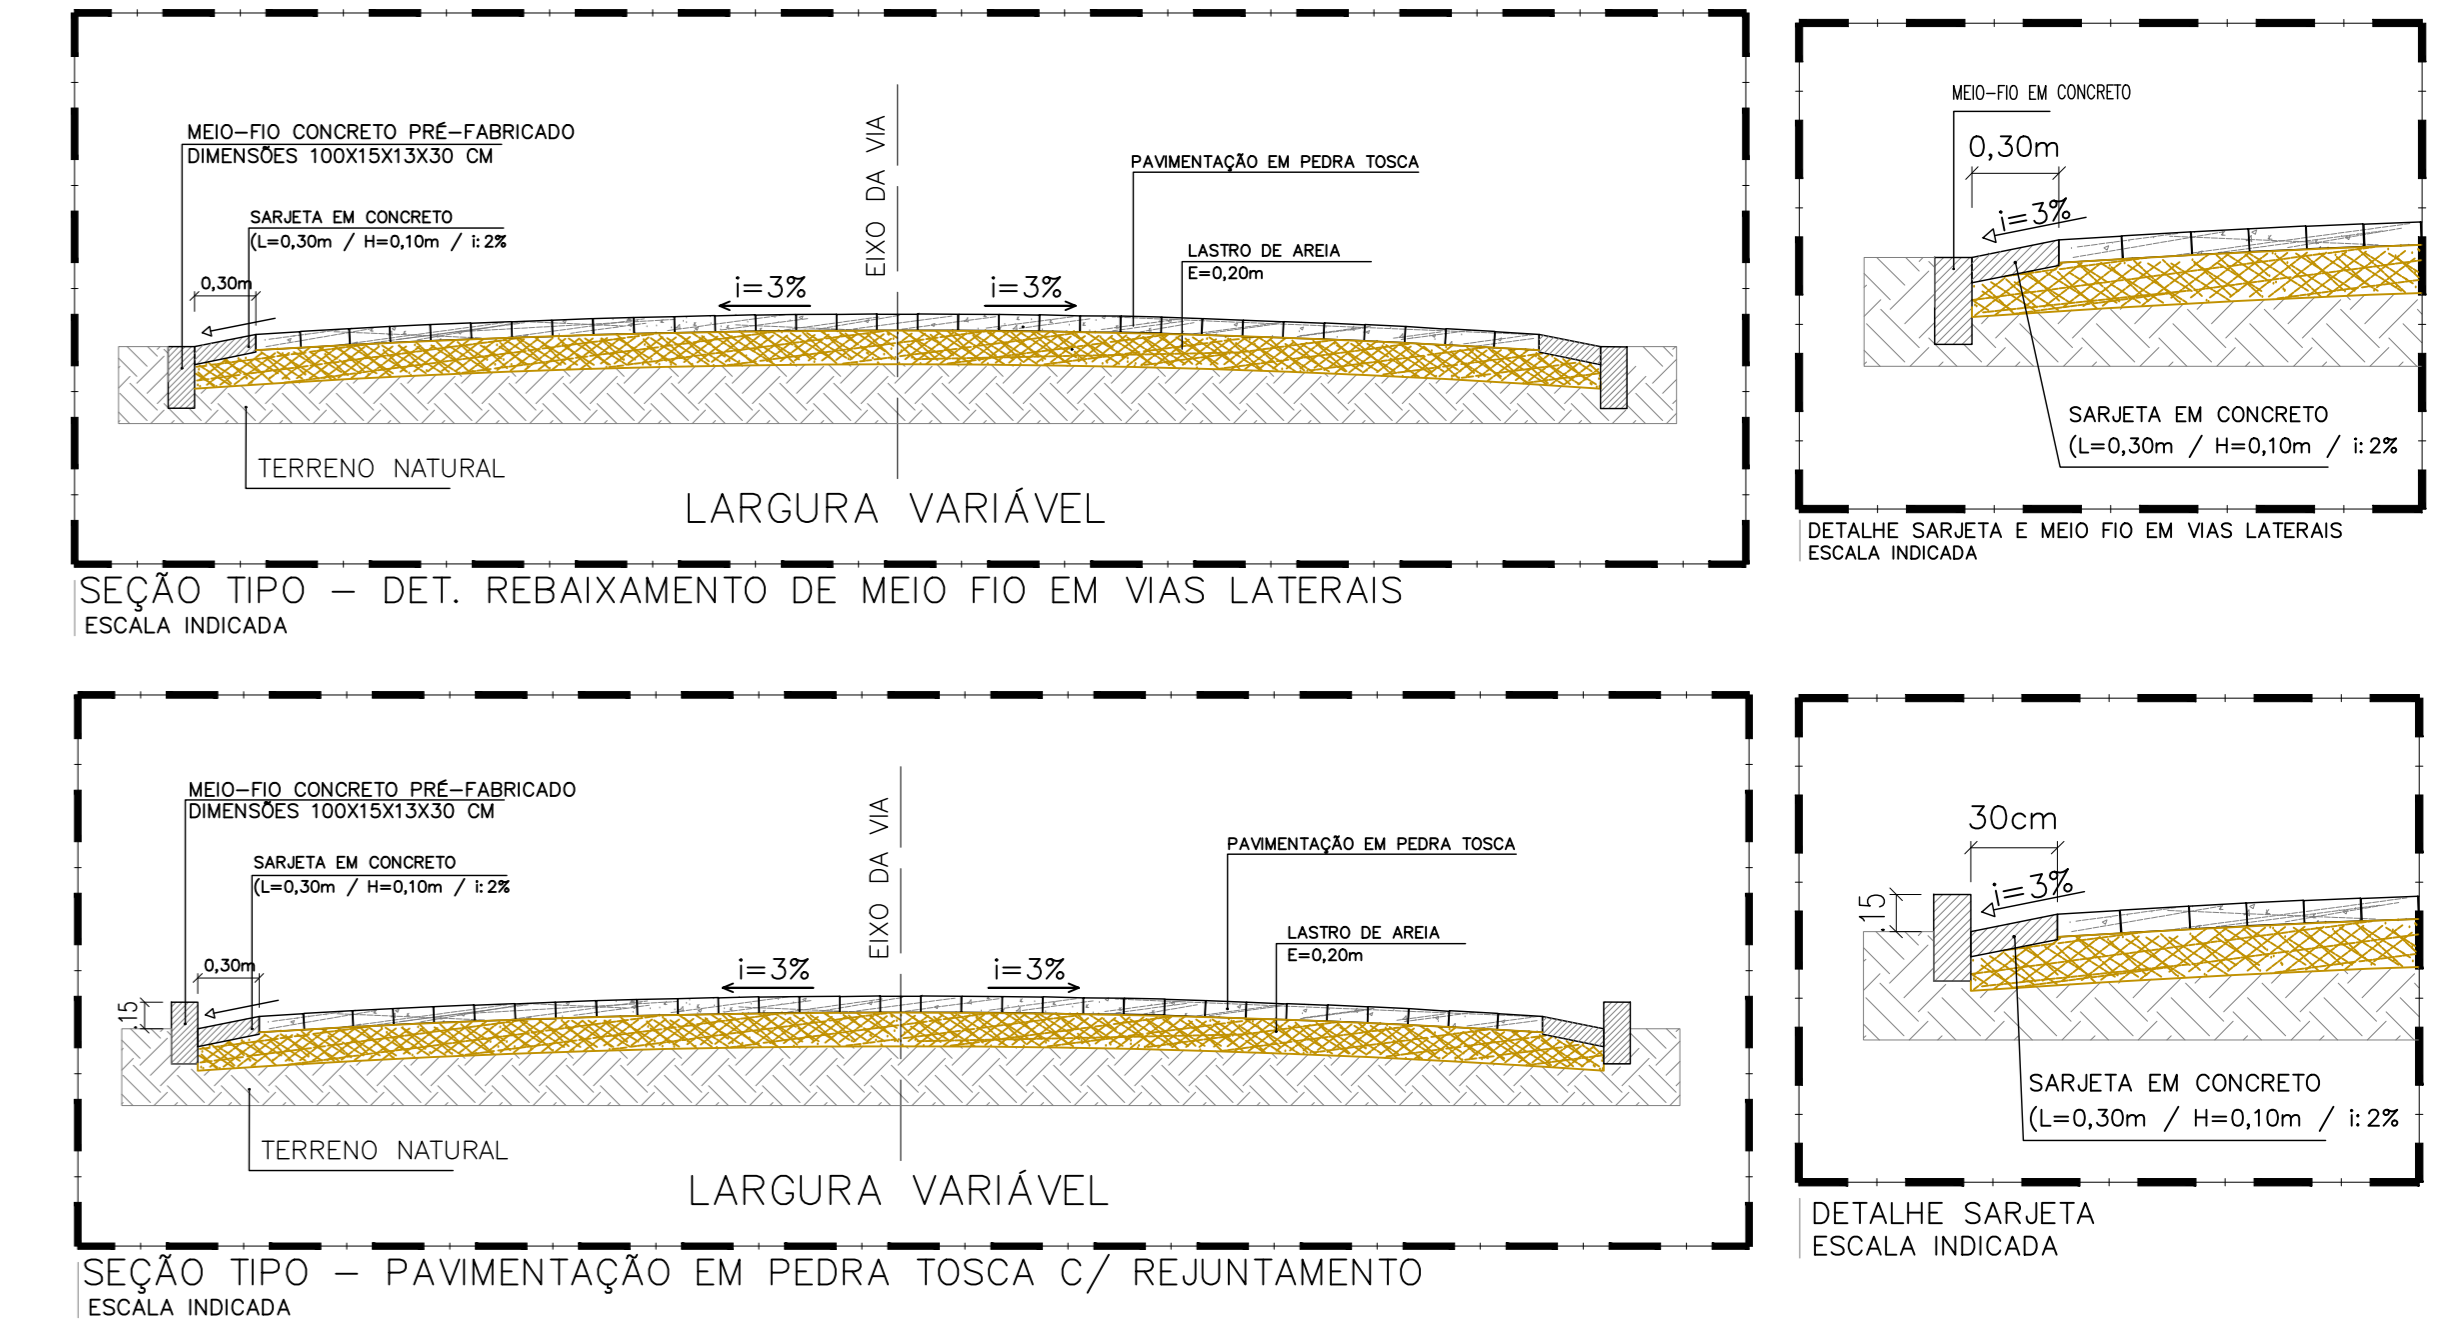 MEIO-FIO CONCRETO PRÉ-FABRICADO
DIMENSÕES 100X15X13X30 CM
SARJETA EM CONCRETO
(L=0,30m / H=0,10m / i: 2%
0,30m
EIXO DA VIA
PAVIMENTAÇÃO EM PEDRA TOSCA
LASTRO DE AREIA
E=0,20m
i=3%
i=3%
TERRENO NATURAL
LARGURA VARIÁVEL
SEÇÃO TIPO - DET. REBAIXAMENTO DE MEIO FIO EM VIAS LATERAIS
ESCALA INDICADA
MEIO-FIO EM CONCRETO
0,30m
i=3%
SARJETA EM CONCRETO
(L=0,30m / H=0,10m / i: 2%
DETALHE SARJETA E MEIO FIO EM VIAS LATERAIS
ESCALA INDICADA
MEIO-FIO CONCRETO PRÉ-FABRICADO
DIMENSÕES 100X15X13X30 CM
SARJETA EM CONCRETO
(L=0,30m / H=0,10m / i: 2%
0,30m
.15
EIXO DA VIA
PAVIMENTAÇÃO EM PEDRA TOSCA
LASTRO DE AREIA
E=0,20m
i=3%
i=3%
TERRENO NATURAL
LARGURA VARIÁVEL
SEÇÃO TIPO - PAVIMENTAÇÃO EM PEDRA TOSCA C/ REJUNTAMENTO
ESCALA INDICADA
30cm
.15
i=3%
SARJETA EM CONCRETO
(L=0,30m / H=0,10m / i: 2%
DETALHE SARJETA
ESCALA INDICADA